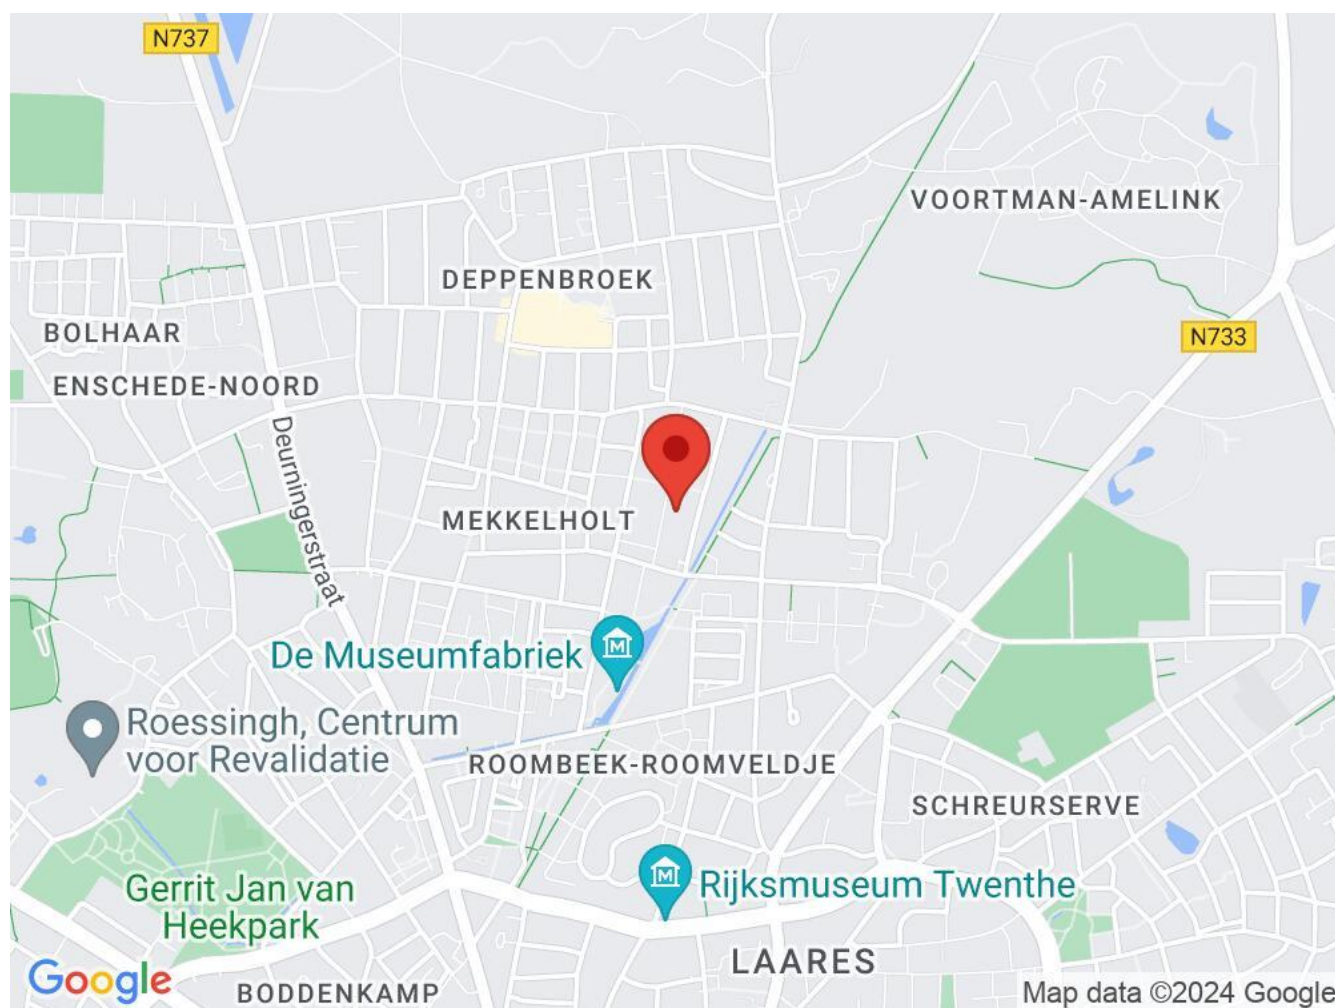 N737
VOORTMAN-AMELINK
DEPPENBROEK
BOLHAAR
N733
ENSCHEDE-NOORD
Deurningerstraat
MEKKELHOLT
M
De Museumfabriek
Roessingh, Centrum
voor Revalidatie
ROOMBEEK-ROOMVELDJE
SCHREURSERVE
M
Rijksmuseum Twenthe
Gerrit Jan van
Heekpark
LAARES
Google
BODDENKAMP
Map data ©2024 Google